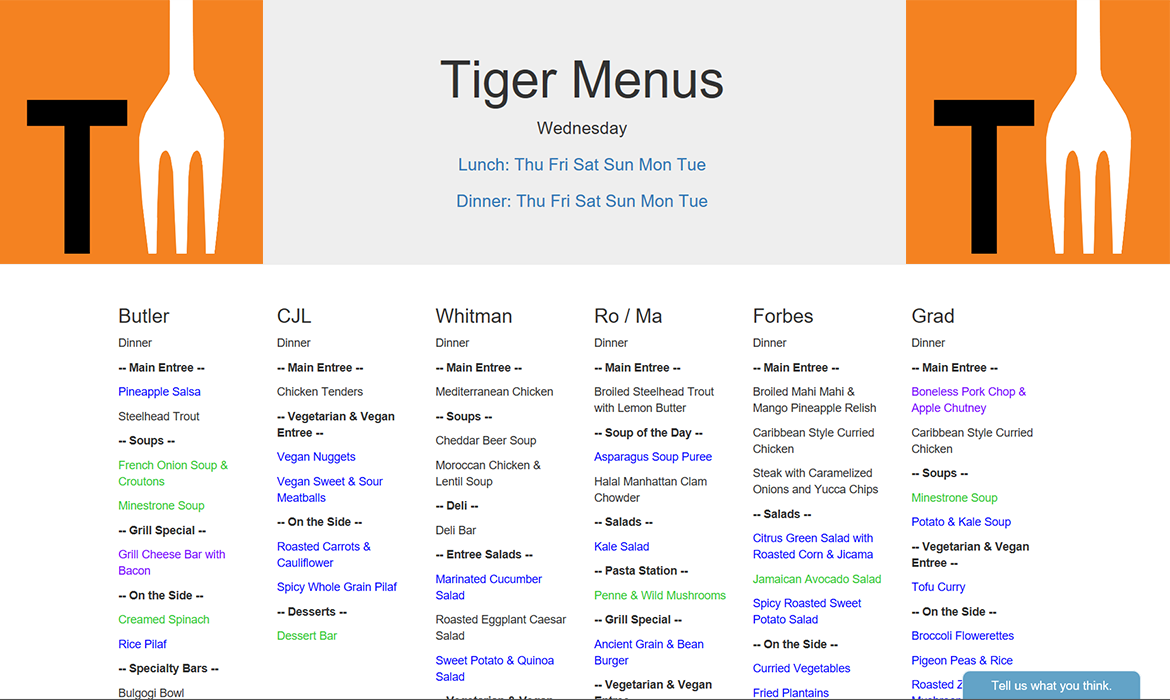 T
Tiger Menus
Wednesday
Lunch: Thu Fri Sat Sun Mon Tue
Dinner: Thu Fri Sat Sun Mon Tue
T
Butler
Dinner
-- Main Entree --
Pineapple Salsa
Steelhead Trout
-- Soups --
French Onion Soup &
Croutons
Minestrone Soup
-- Grill Special --
Grill Cheese Bar with
Bacon
-- On the Side --
Creamed Spinach
Rice Pilaf
-- Specialty Bars --
Bulgogi Bowl
CJL
Dinner
-- Main Entree --
Chicken Tenders
-- Vegetarian & Vegan
Entree --
Vegan Nuggets
Vegan Sweet & Sour
Meatballs
-- On the Side --
Roasted Carrots &
Cauliflower
Spicy Whole Grain Pilaf
-- Desserts --
Dessert Bar
Whitman
Dinner
-- Main Entree --
Mediterranean Chicken
-- Soups --
Cheddar Beer Soup
Moroccan Chicken &
Lentil Soup
-- Deli --
Deli Bar
-- Entree Salads --
Marinated Cucumber
Salad
Roasted Eggplant Caesar
Salad
Sweet Potato & Quinoa
Salad
-- Vegetarian & Vegan
Ro / Ma
Dinner
-- Main Entree --
Broiled Steelhead Trout
with Lemon Butter
-- Soup of the Day --
Asparagus Soup Puree
Halal Manhattan Clam
Chowder
-- Salads --
Kale Salad
-- Pasta Station --
Penne & Wild Mushrooms
-- Grill Special --
Ancient Grain & Bean
Burger
-- Vegetarian & Vegan
Entree --
Forbes
Dinner
-- Main Entree --
Broiled Mahi Mahi &
Mango Pineapple Relish
Caribbean Style Curried
Chicken
Steak with Caramelized
Onions and Yucca Chips
-- Salads --
Citrus Green Salad with
Roasted Corn & Jicama
Jamaican Avocado Salad
Spicy Roasted Sweet
Potato Salad
-- On the Side --
Curried Vegetables
Fried Plantains
Grad
Dinner
-- Main Entree --
Boneless Pork Chop &
Apple Chutney
Caribbean Style Curried
Chicken
-- Soups --
Minestrone Soup
Potato & Kale Soup
-- Vegetarian & Vegan
Entree --
Tofu Curry
-- On the Side --
Broccoli Flowerettes
Pigeon Peas & Rice
Roasted
Tell us what you think.